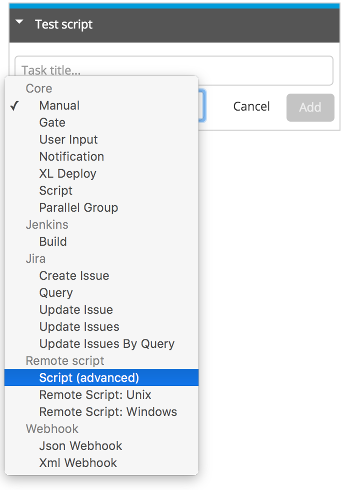 Test script
Task title...
Core
✓ Manual
Gate
User Input
Notification
XL Deploy
Script
Parallel Group
Cancel
Add
Jenkins
Build
Jira
Create Issue
Query
Update Issue
Update Issues
Update Issues By Query
Remote script
Script (advanced)
Remote Script: Unix
Remote Script: Windows
Webhook
Json Webhook
Xml Webhook